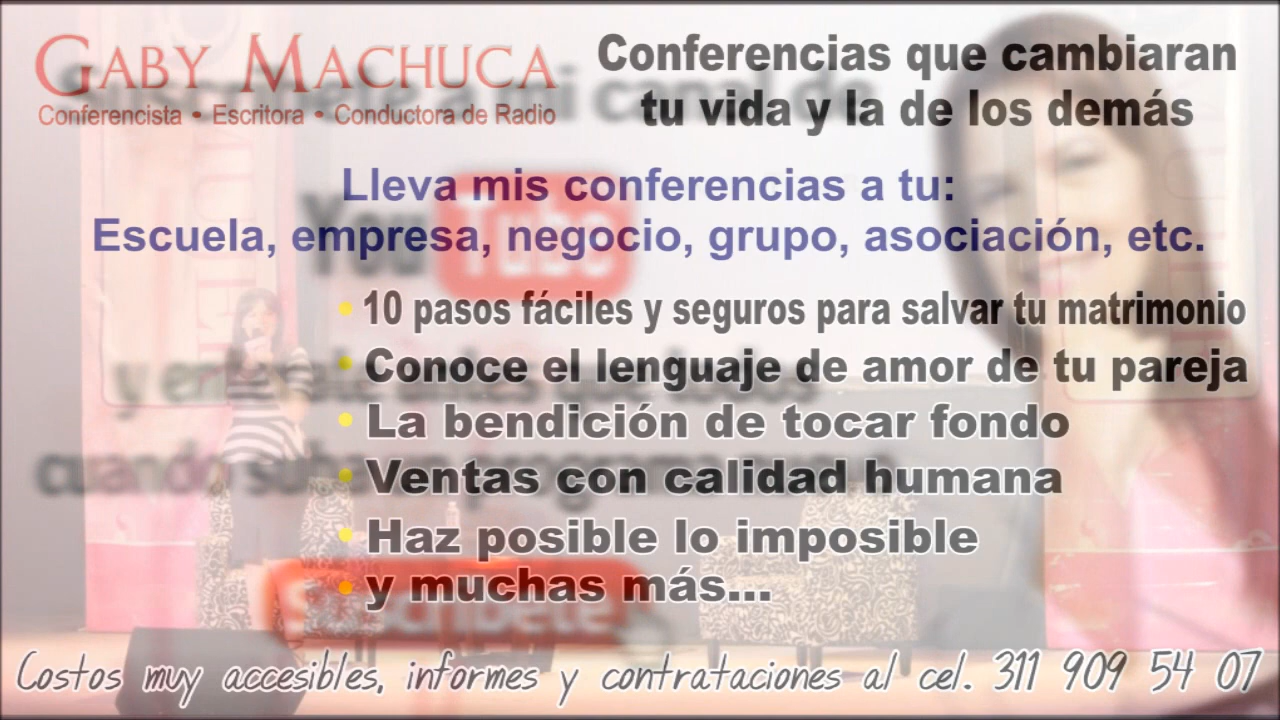 GABY MACHUCA
Conferencista • Escritora • Conductora de Radio
Conferencias que cambiaran
tu vida y la de los demás
Lleva mis conferencias a tu:
Escuela, empresa, negocio, grupo, asociación, etc.
YouTube
• 10 pasos fáciles y seguros para salvar tu matrimonio
• Conoce el lenguaje de amor de tu pareja
• La bendición de tocar fondo
• Ventas con calidad humana
• Haz posible lo imposible
• y muchas más...
Suscríbete
Costos muy accesibles, informes y contrataciones al cel. 311 909 54 07